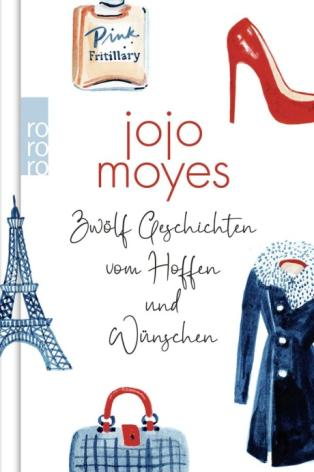 Pink
Fritillary
ro
ro
ro
jojo
moyes
Zwölf Geschichten
vom Hoffen
und
Wünschen